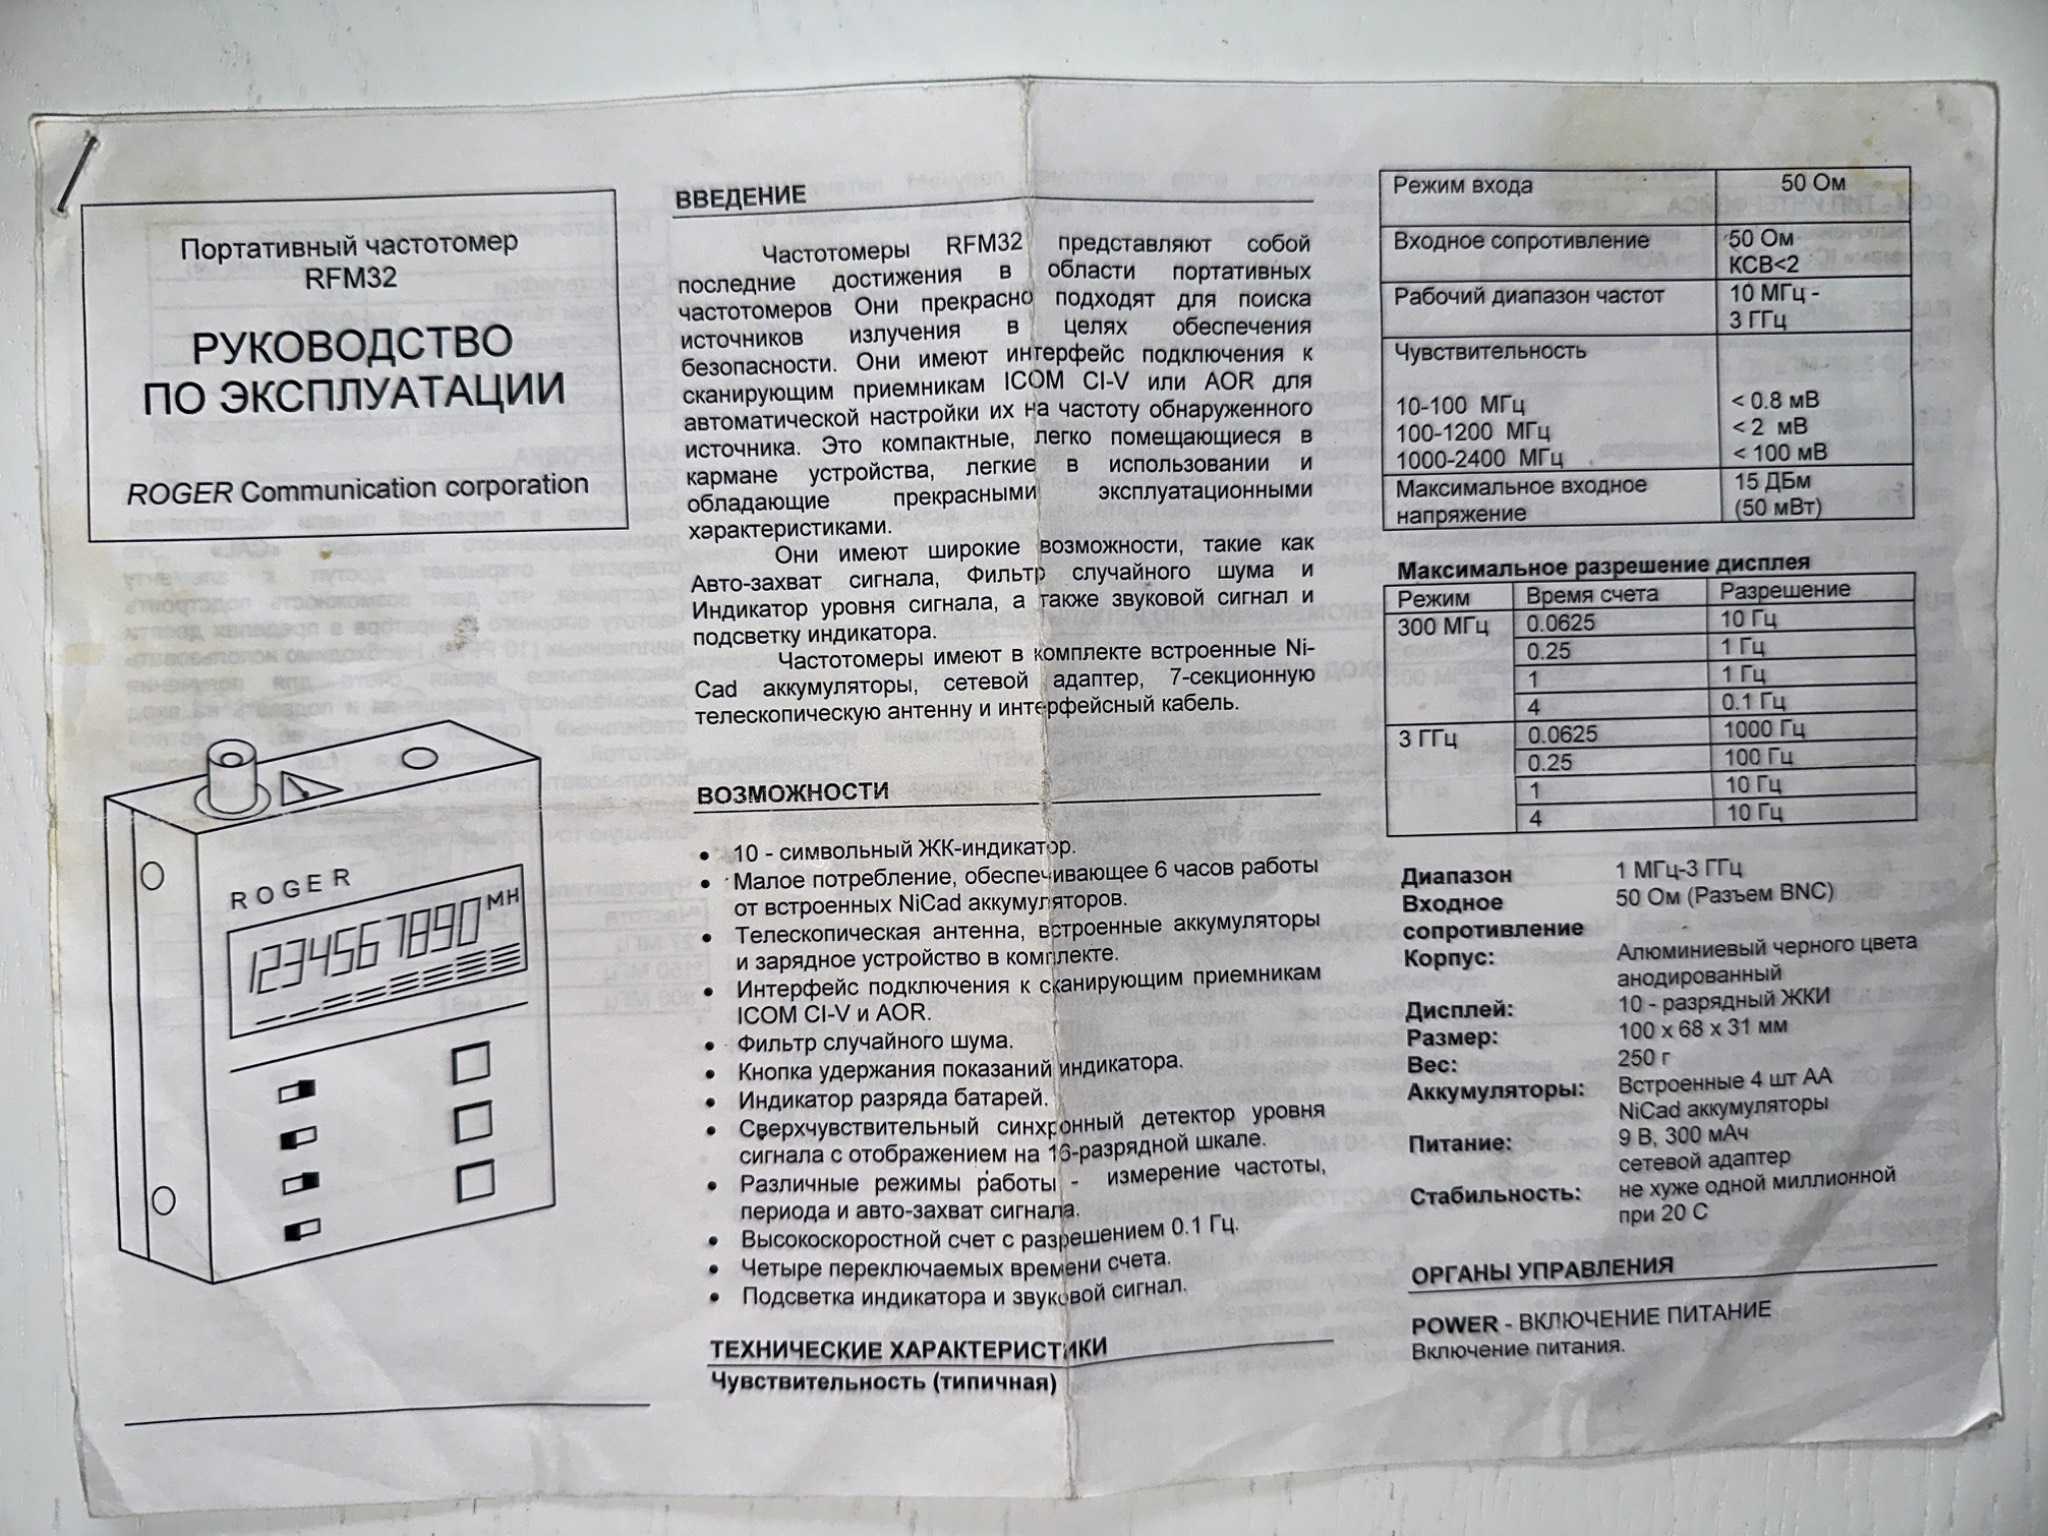 Портативный частотомер
RFM32
РУКОВОДСТВО
ПО ЭКСПЛУАТАЦИИ
ROGER Communication corporation
ROGER
1234567890 MH
ВВЕДЕНИЕ
Частотомеры RFM32 представляют собой
последние достижения в области портативных
частотомеров Они прекрасно подходят для поиска
источников излучения в целях обеспечения
безопасности. Они имеют интерфейс подключения к
сканирующим приемникам ICOM CI-V или AOR для
автоматической настройки их на частоту обнаруженного
источника. Это компактные, легко помещающиеся в
кармане устройства, легкие в использовании и
обладающие прекрасными эксплуатационными
характеристиками.
Они имеют широкие возможности, такие как
Авто-захват сигнала, Фильтр случайного шума и
Индикатор уровня сигнала, а также звуковой сигнал и
подсветку индикатора.
Частотомеры имеют в комплекте встроенные Ni-
Cad аккумуляторы, сетевой адаптер, 7-секционную
телескопическую антенну и интерфейсный кабель.
ВОЗМОЖНОСТИ
• 10 - символьный ЖК-индикатор.
• Малое потребление, обеспечивающее 6 часов работы
от встроенных NiCad аккумуляторов.
• Телескопическая антенна, встроенные аккумуляторы
и зарядное устройство в комплекте.
• Интерфейс подключения к сканирующим приемникам
ICOM CI-V и AOR.
• Фильтр случайного шума.
• Кнопка удержания показаний индикатора.
• Индикатор разряда батарей.
• Сверхчувствительный синхронный детектор уровня
сигнала с отображением на 16-разрядной шкале.
• Различные режимы работы - измерение частоты,
периода и авто-захват сигнала.
• Высокоскоростной счет с разрешением 0.1 Гц.
• Четыре переключаемых времени счета.
• Подсветка индикатора и звуковой сигнал.
ТЕХНИЧЕСКИЕ ХАРАКТЕРИСТИКИ
Чувствительность (типичная)
Режим входа 50 Ом
Входное сопротивление 50 Ом
КСВ<2
Рабочий диапазон частот 10 МГц -
3 ГГц
Чувствительность
10-100 МГц < 0.8 мВ
100-1200 МГц < 2 мВ
1000-2400 МГц < 100 мВ
Максимальное входное 15 ДБм
напряжение (50 мВт)
Максимальное разрешение дисплея
Режим Время счета Разрешение
300 МГц 0.0625 10 Гц
0.25 1 Гц
1 1 Гц
4 0.1 Гц
3 ГГц 0.0625 1000 Гц
0.25 100 Гц
1 10 Гц
4 10 Гц
Диапазон 1 МГц-3 ГГц
Входное 50 Ом (Разъем BNC)
сопротивление
Корпус: Алюминиевый черного цвета
анодированный
Дисплей: 10 - разрядный ЖКИ
Размер: 100 x 68 x 31 мм
Вес: 250 г
Аккумуляторы: Встроенные 4 шт АА
NiCad аккумуляторы
Питание: 9 В, 300 мАч
сетевой адаптер
Стабильность: не хуже одной миллионной
при 20 С
ОРГАНЫ УПРАВЛЕНИЯ
POWER - ВКЛЮЧЕНИЕ ПИТАНИЕ
Включение питания.